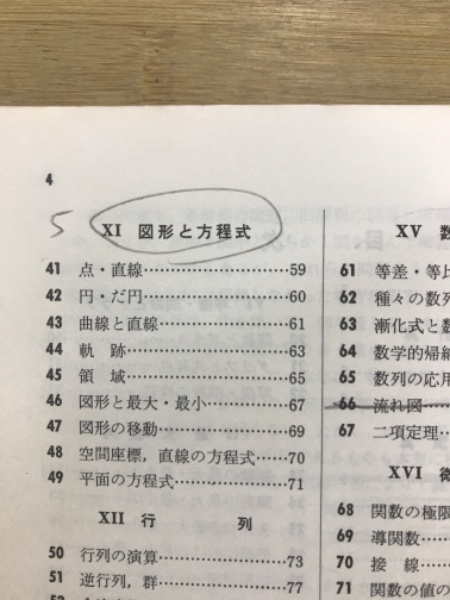 4
5
XI 図形と方程式
41 点・直線……………………59
42 円・だ円……………………60
43 曲線と直線…………………61
44 軌 跡………………………63
45 領 域………………………65
46 図形と最大・最小…………67
47 図形の移動…………………69
48 空間座標，直線の方程式…70
49 平面の方程式………………71
XII 行 列
50 行列の演算…………………73
51 逆行列，群…………………77
XV 数
61 等差・等比
62 種々の数列
63 漸化式と数
64 数学的帰納
65 数列の応用
66 流れ図…
67 二項定理…
XVI 微
68 関数の極限
69 導関数…
70 接 線…
71 関数の値の